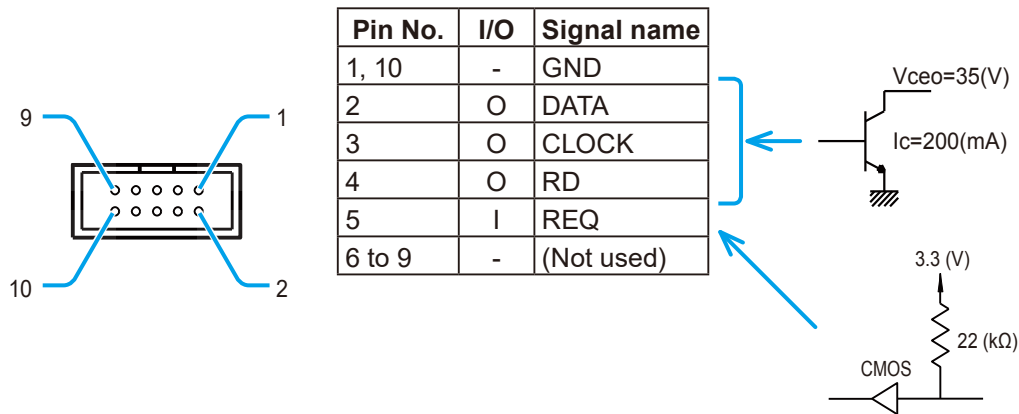 Pin No. I/O Signal name
1, 10 - GND
2 O DATA
3 O CLOCK
4 O RD
5 I REQ
6 to 9 - (Not used)
9
1
10
2
Vceo=35(V)
Ic=200(mA)
3.3 (V)
22 (kΩ)
CMOS